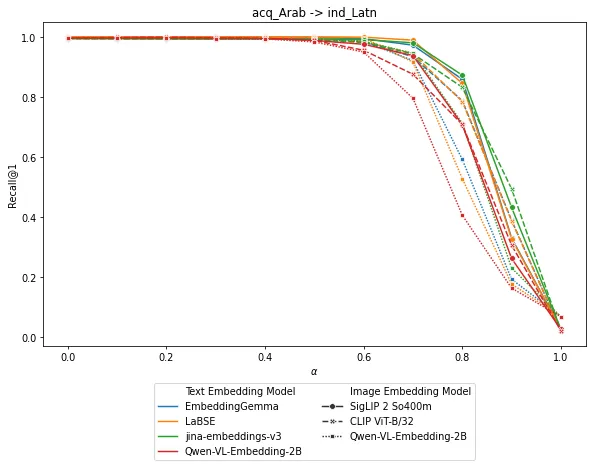 acq_Arab -> ind_Latn
Recall@1
1.0
0.8
0.6
0.4
0.2
0.0
0.0 0.2 0.4 0.6 0.8 1.0
α
Text Embedding Model
EmbeddingGemma
LaBSE
jina-embeddings-v3
Qwen-VL-Embedding-2B
Image Embedding Model
SigLIP 2 So400m
CLIP ViT-B/32
Qwen-VL-Embedding-2B